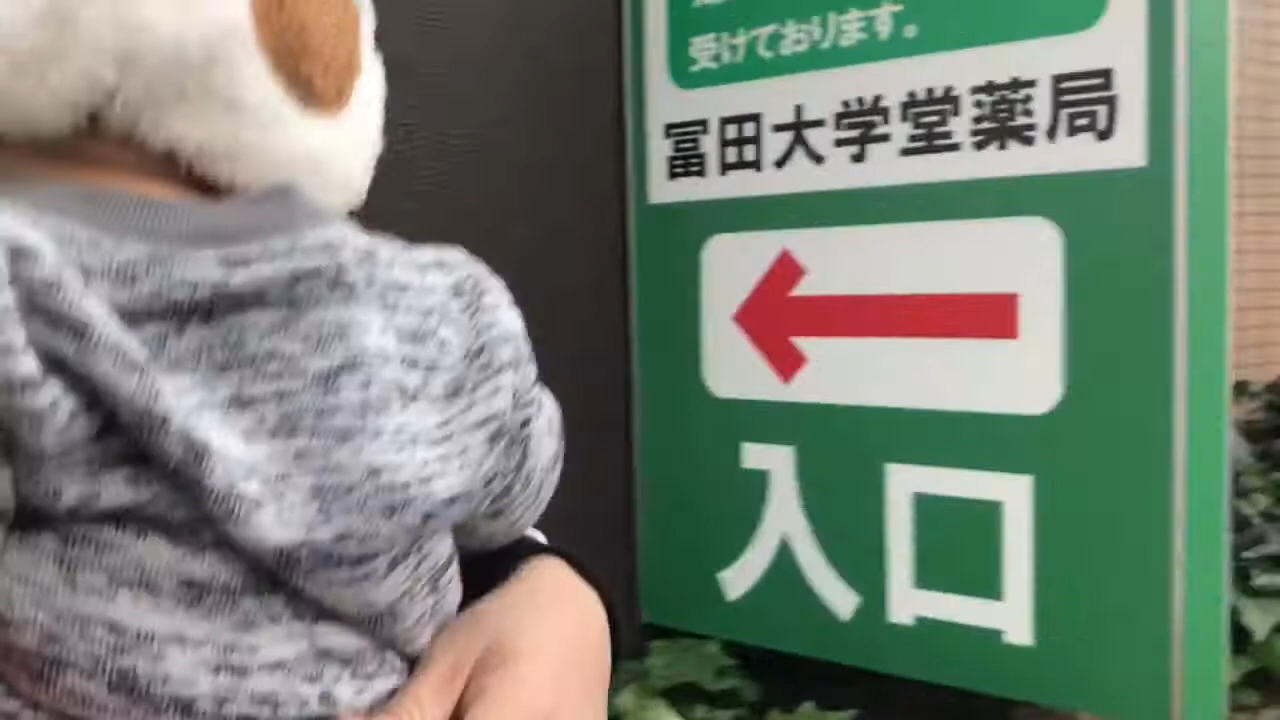 受けております。
冨田大学堂薬局
入口